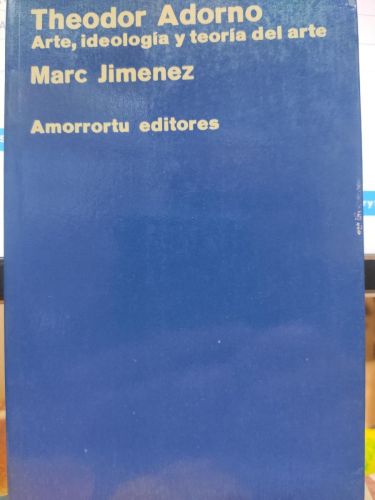 Theodor Adorno
Arte, ideología y teoría del arte
Marc Jimenez
Amorrortu editores